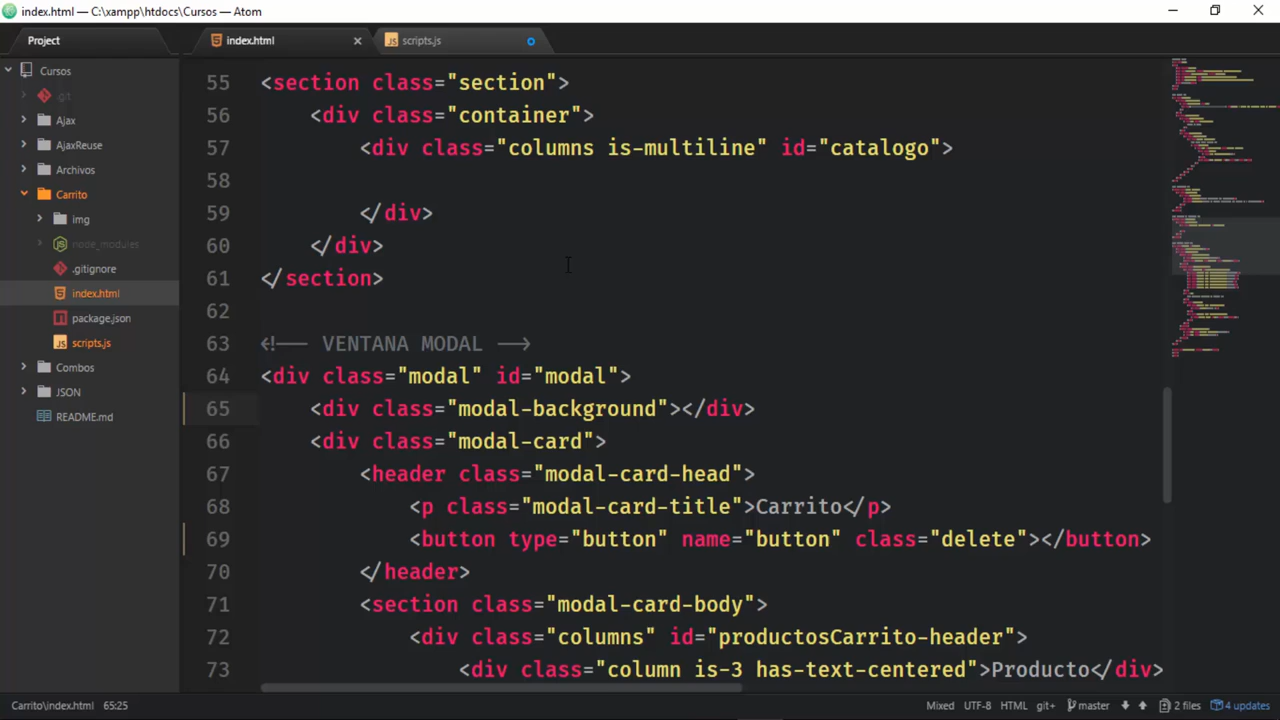 index.html — C:\xampp\htdocs\Cursos — Atom
Project
index.html
scripts.js
Cursos
.git
Ajax
AjaxReuse
Archivos
Carrito
img
node_modules
.gitignore
index.html
package.json
scripts.js
Combos
JSON
README.md
55 <section class="section">
56 <div class="container">
57 <div class="columns is-multiline" id="catalogo">
58
59 </div>
60 </div>
61 </section>
62
63 <!-- VENTANA MODAL -->
64 <div class="modal" id="modal">
65 <div class="modal-background"></div>
66 <div class="modal-card">
67 <header class="modal-card-head">
68 <p class="modal-card-title">Carrito</p>
69 <button type="button" name="button" class="delete"></button>
70 </header>
71 <section class="modal-card-body">
72 <div class="columns" id="productosCarrito-header">
73 <div class="column is-3 has-text-centered">Producto</div>
Carrito\index.html 65:25 Mixed UTF-8 HTML git+ master 2 files 4 updates